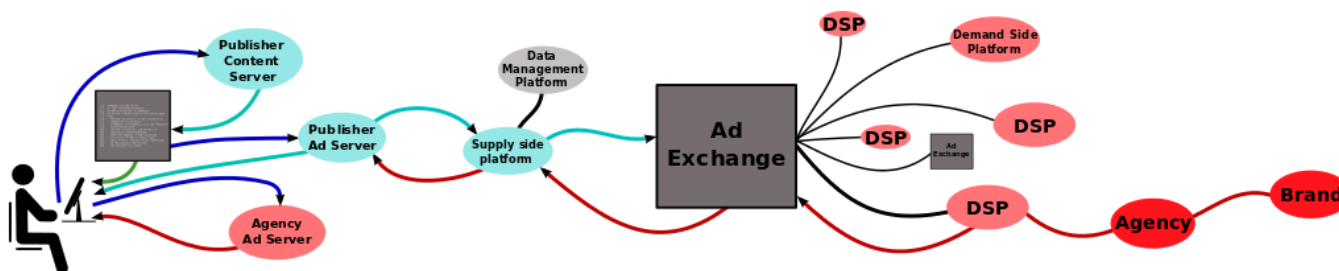 Publisher
Content
Server
Publisher
Ad Server
Agency
Ad Server
Data
Management
Platform
Supply side
platform
Ad
Exchange
DSP
Demand Side
Platform
DSP
DSP
Ad
Exchange
DSP
Agency
Brand